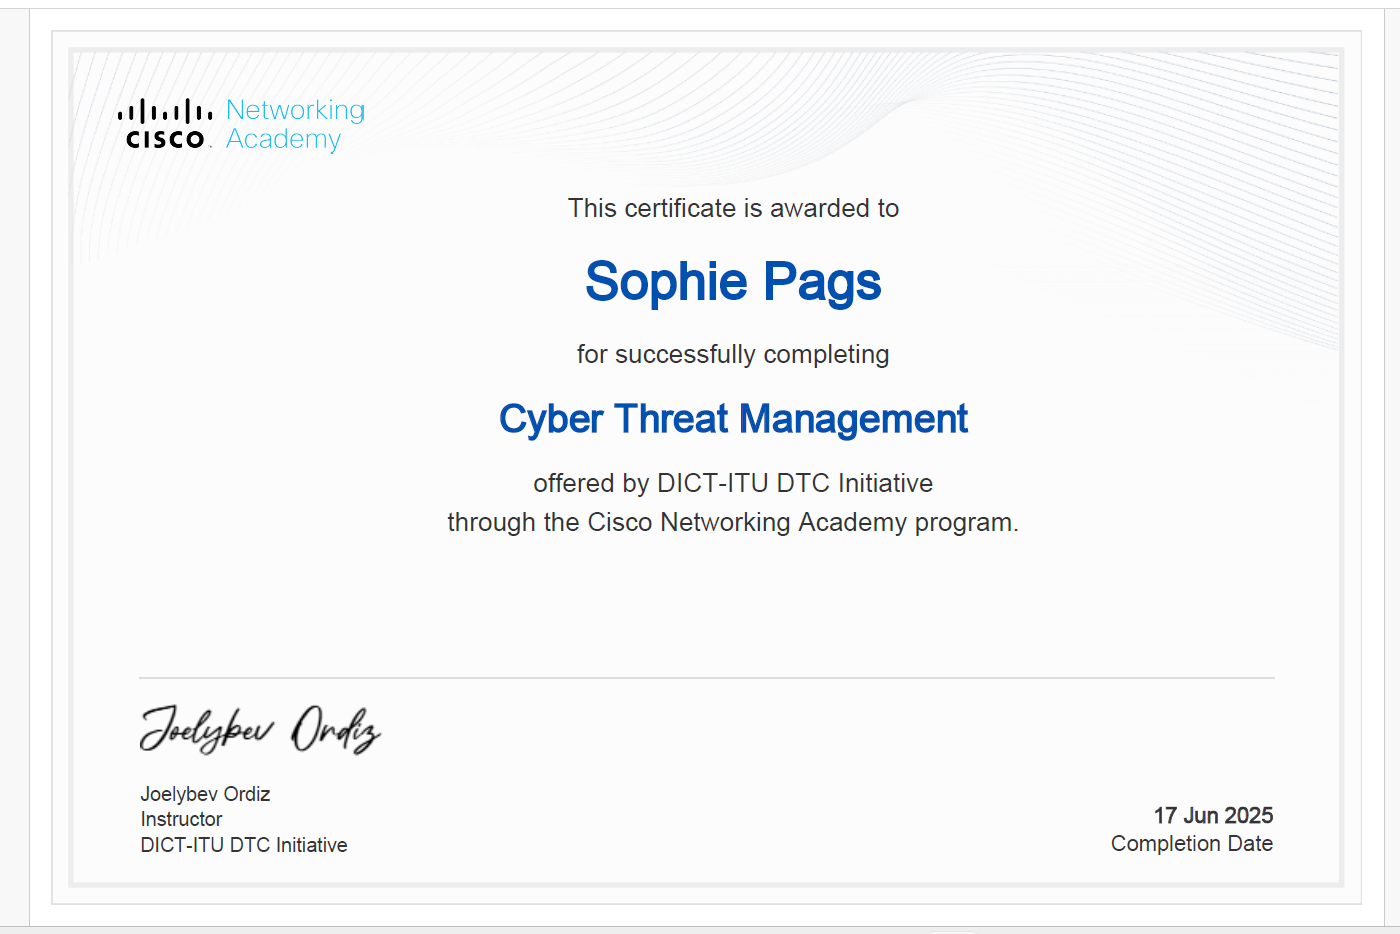 CISCO Networking
Academy
This certificate is awarded to
Sophie Pags
for successfully completing
Cyber Threat Management
offered by DICT-ITU DTC Initiative
through the Cisco Networking Academy program.
Joelybev Ordiz
Joelybev Ordiz
Instructor
DICT-ITU DTC Initiative
17 Jun 2025
Completion Date